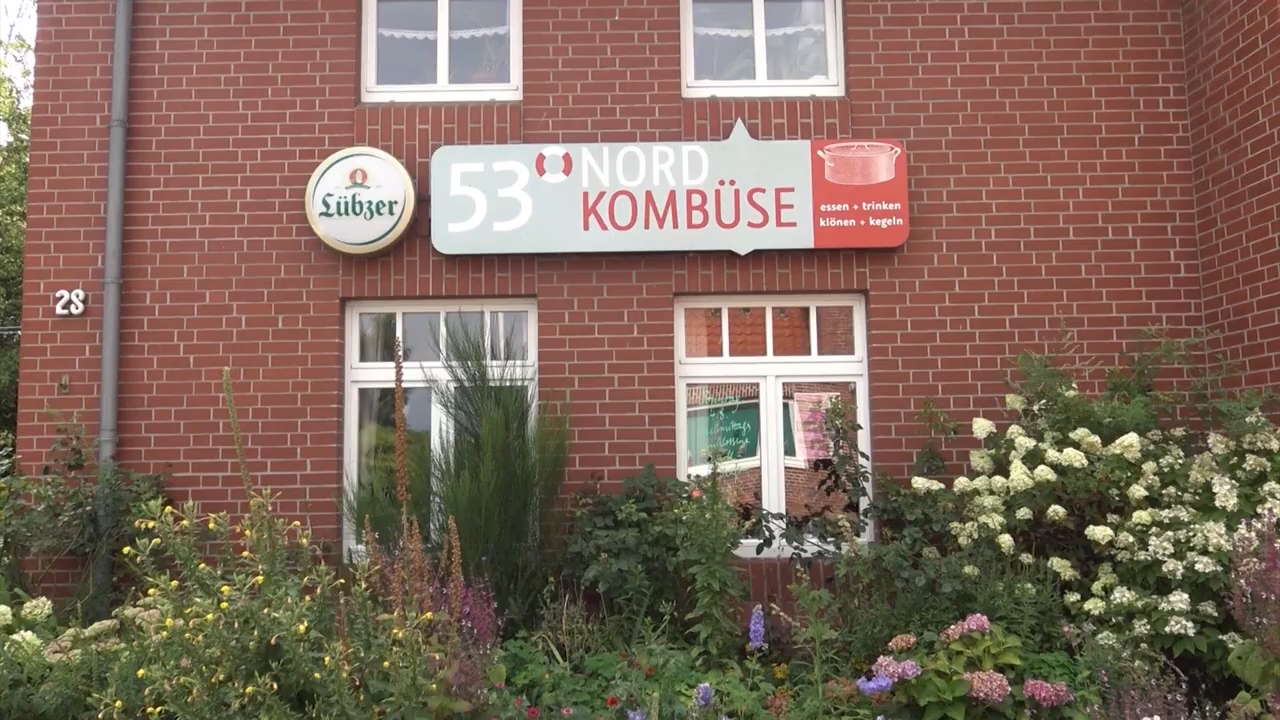 Lübzer
53° NORD
KOMBÜSE
essen + trinken
klönen + kegeln
28